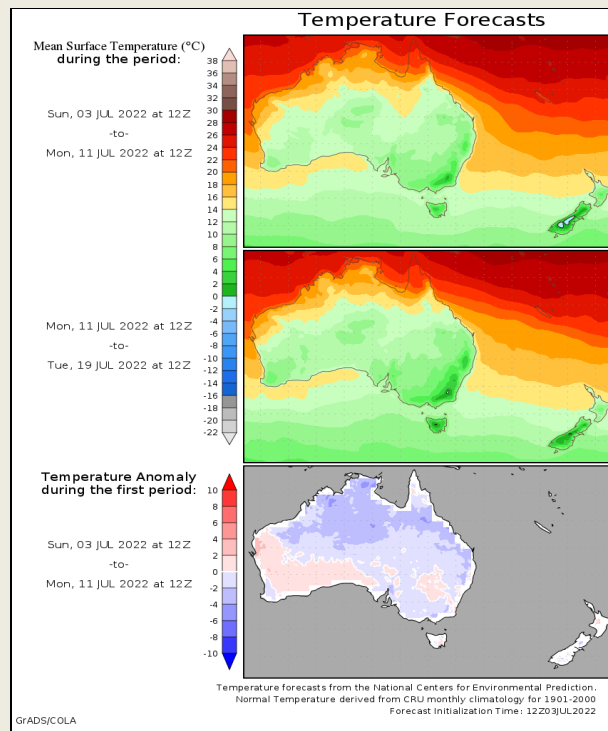 Temperature Forecasts
Mean Surface Temperature (°C)
during the period:
Sun, 03 JUL 2022 at 12Z
-to-
Mon, 11 JUL 2022 at 12Z
Mon, 11 JUL 2022 at 12Z
-to-
Tue, 19 JUL 2022 at 12Z
38
36
34
32
30
28
26
24
22
20
18
16
14
12
10
8
6
4
2
0
-2
-4
-6
-8
-10
-12
-14
-16
-18
-20
-22
Temperature Anomaly
during the first period:
Sun, 03 JUL 2022 at 12Z
-to-
Mon, 11 JUL 2022 at 12Z
10
8
6
4
2
0
-2
-4
-6
-8
-10
Temperature forecasts from the National Centers for Environmental Prediction.
Normal Temperature derived from CRU monthly climatology for 1901-2000
Forecast Initialization Time: 12Z03JUL2022
GrADS/COLA